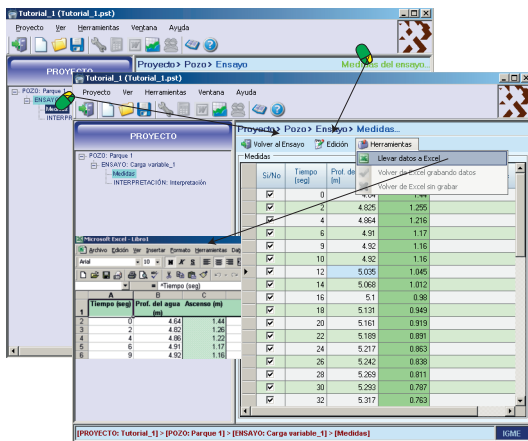 Tutorial_1 (Tutorial_1.pst)
Proyecto Ver Herramientas Ventana Ayuda
PROYECTO
Proyecto> Pozo> Ensayo
Medidas del ensayo...
POZO: Parque 1
ENSAYO
Medidas
INTERPR
Tutorial_1 (Tutorial_1.pst)
Proyecto Ver Herramientas Ventana Ayuda
PROYECTO
Proyecto> Pozo> Ensayo> Medidas...
Volver al Ensayo Edición Herramientas
POZO: Parque 1
ENSAYO: Carga variable_1
Medidas
INTERPRETACIÓN: Interpretación
Llevar datos a Excel
Volver de Excel grabando datos
Volver de Excel sin grabar
Medidas
Si/No Tiempo (seg) Prof. de (m)
0 4.64 1.44
2 4.825 1.255
4 4.864 1.216
6 4.91 1.17
9 4.92 1.16
10 4.92 1.16
12 5.035 1.045
14 5.068 1.012
16 5.1 0.98
18 5.131 0.949
20 5.161 0.919
22 5.189 0.891
24 5.217 0.863
26 5.242 0.838
28 5.269 0.811
30 5.293 0.787
32 5.317 0.763
Microsoft Excel - Libro1
Archivo Edición Ver Insertar Formato Herramientas Dat
Arial 10 N K S
= *Tiempo (seg)
A B C
1 Tiempo (seg) Prof. del agua (m) Ascenso (m)
2 0 4.64 1.44
3 2 4.82 1.26
4 4 4.86 1.22
5 6 4.91 1.17
6 9 4.92 1.16
[PROYECTO: Tutorial_1] > [POZO: Parque 1] > [ENSAYO: Carga variable_1] > [Medidas]
IGME